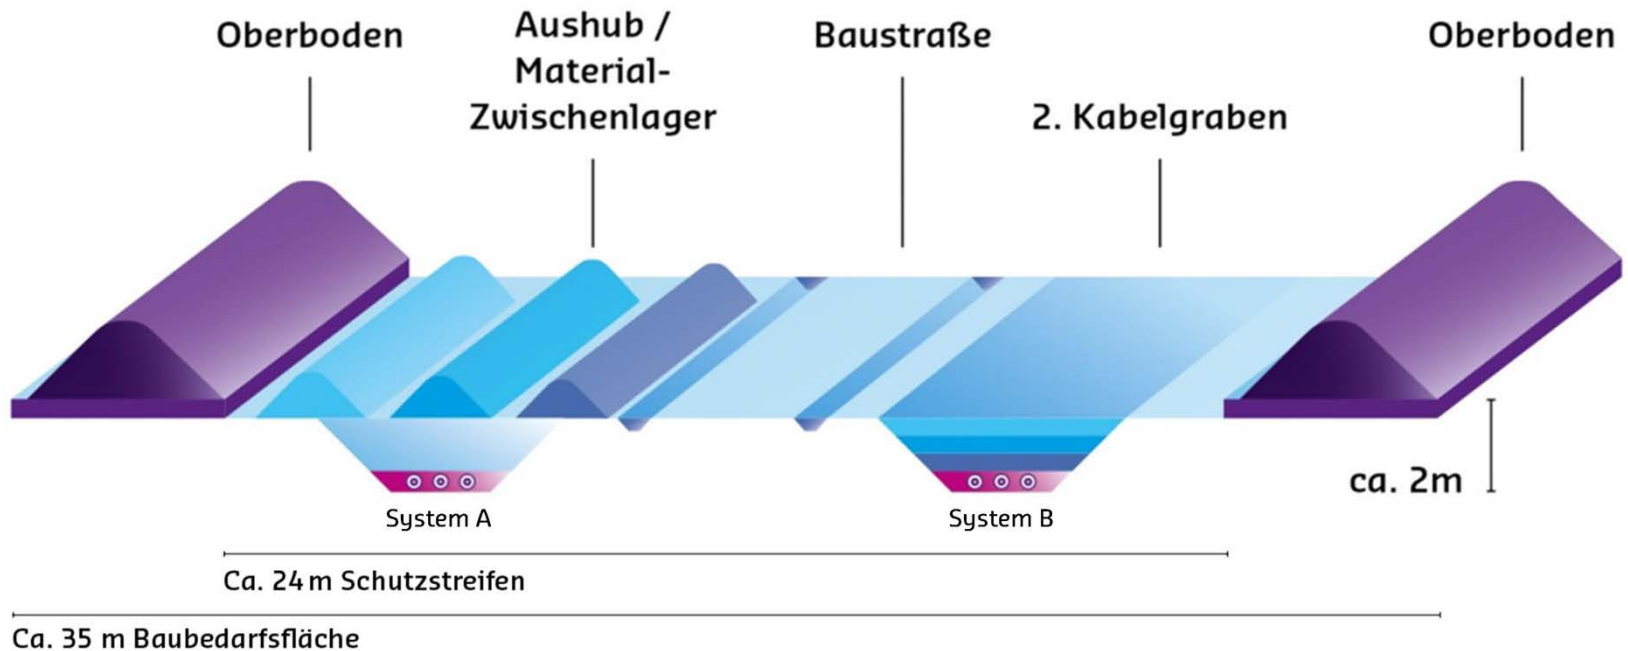 Oberboden
Aushub /
Material-
Zwischenlager
Baustraße
2. Kabelgraben
Oberboden
ca. 2m
System A
System B
Ca. 24 m Schutzstreifen
Ca. 35 m Baubedarfsfläche